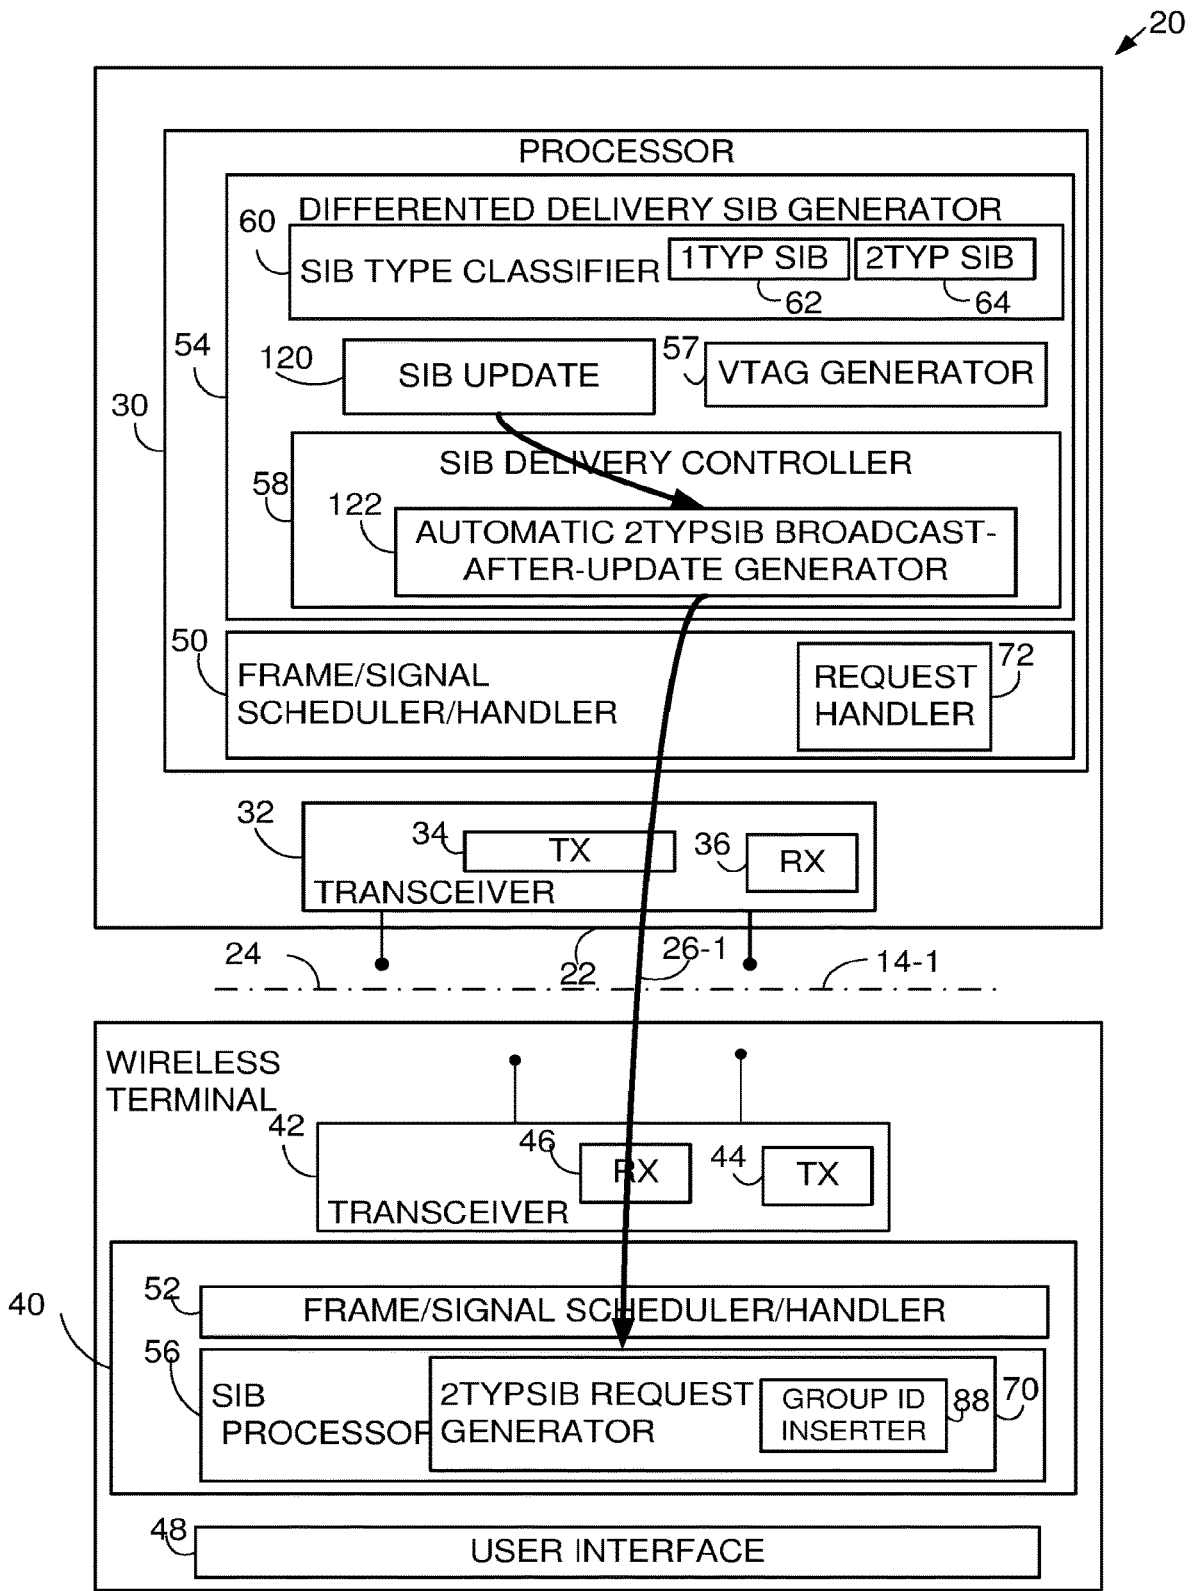 20
PROCESSOR
DIFFERENTED DELIVERY SIB GENERATOR
60
SIB TYPE CLASSIFIER
1TYP SIB
2TYP SIB
62
64
54
120
SIB UPDATE
57
VTAG GENERATOR
30
SIB DELIVERY CONTROLLER
58
122
AUTOMATIC 2TYPSIB BROADCAST-
AFTER-UPDATE GENERATOR
50
FRAME/SIGNAL
SCHEDULER/HANDLER
REQUEST
HANDLER
72
32
34
TX
36
RX
TRANSCEIVER
24
22
26-1
14-1
WIRELESS
TERMINAL
42
46
RX
44
TX
TRANSCEIVER
40
52
FRAME/SIGNAL SCHEDULER/HANDLER
56
SIB
PROCESSOR
2TYPSIB REQUEST
GENERATOR
GROUP ID
INSERTER
88
70
48
USER INTERFACE